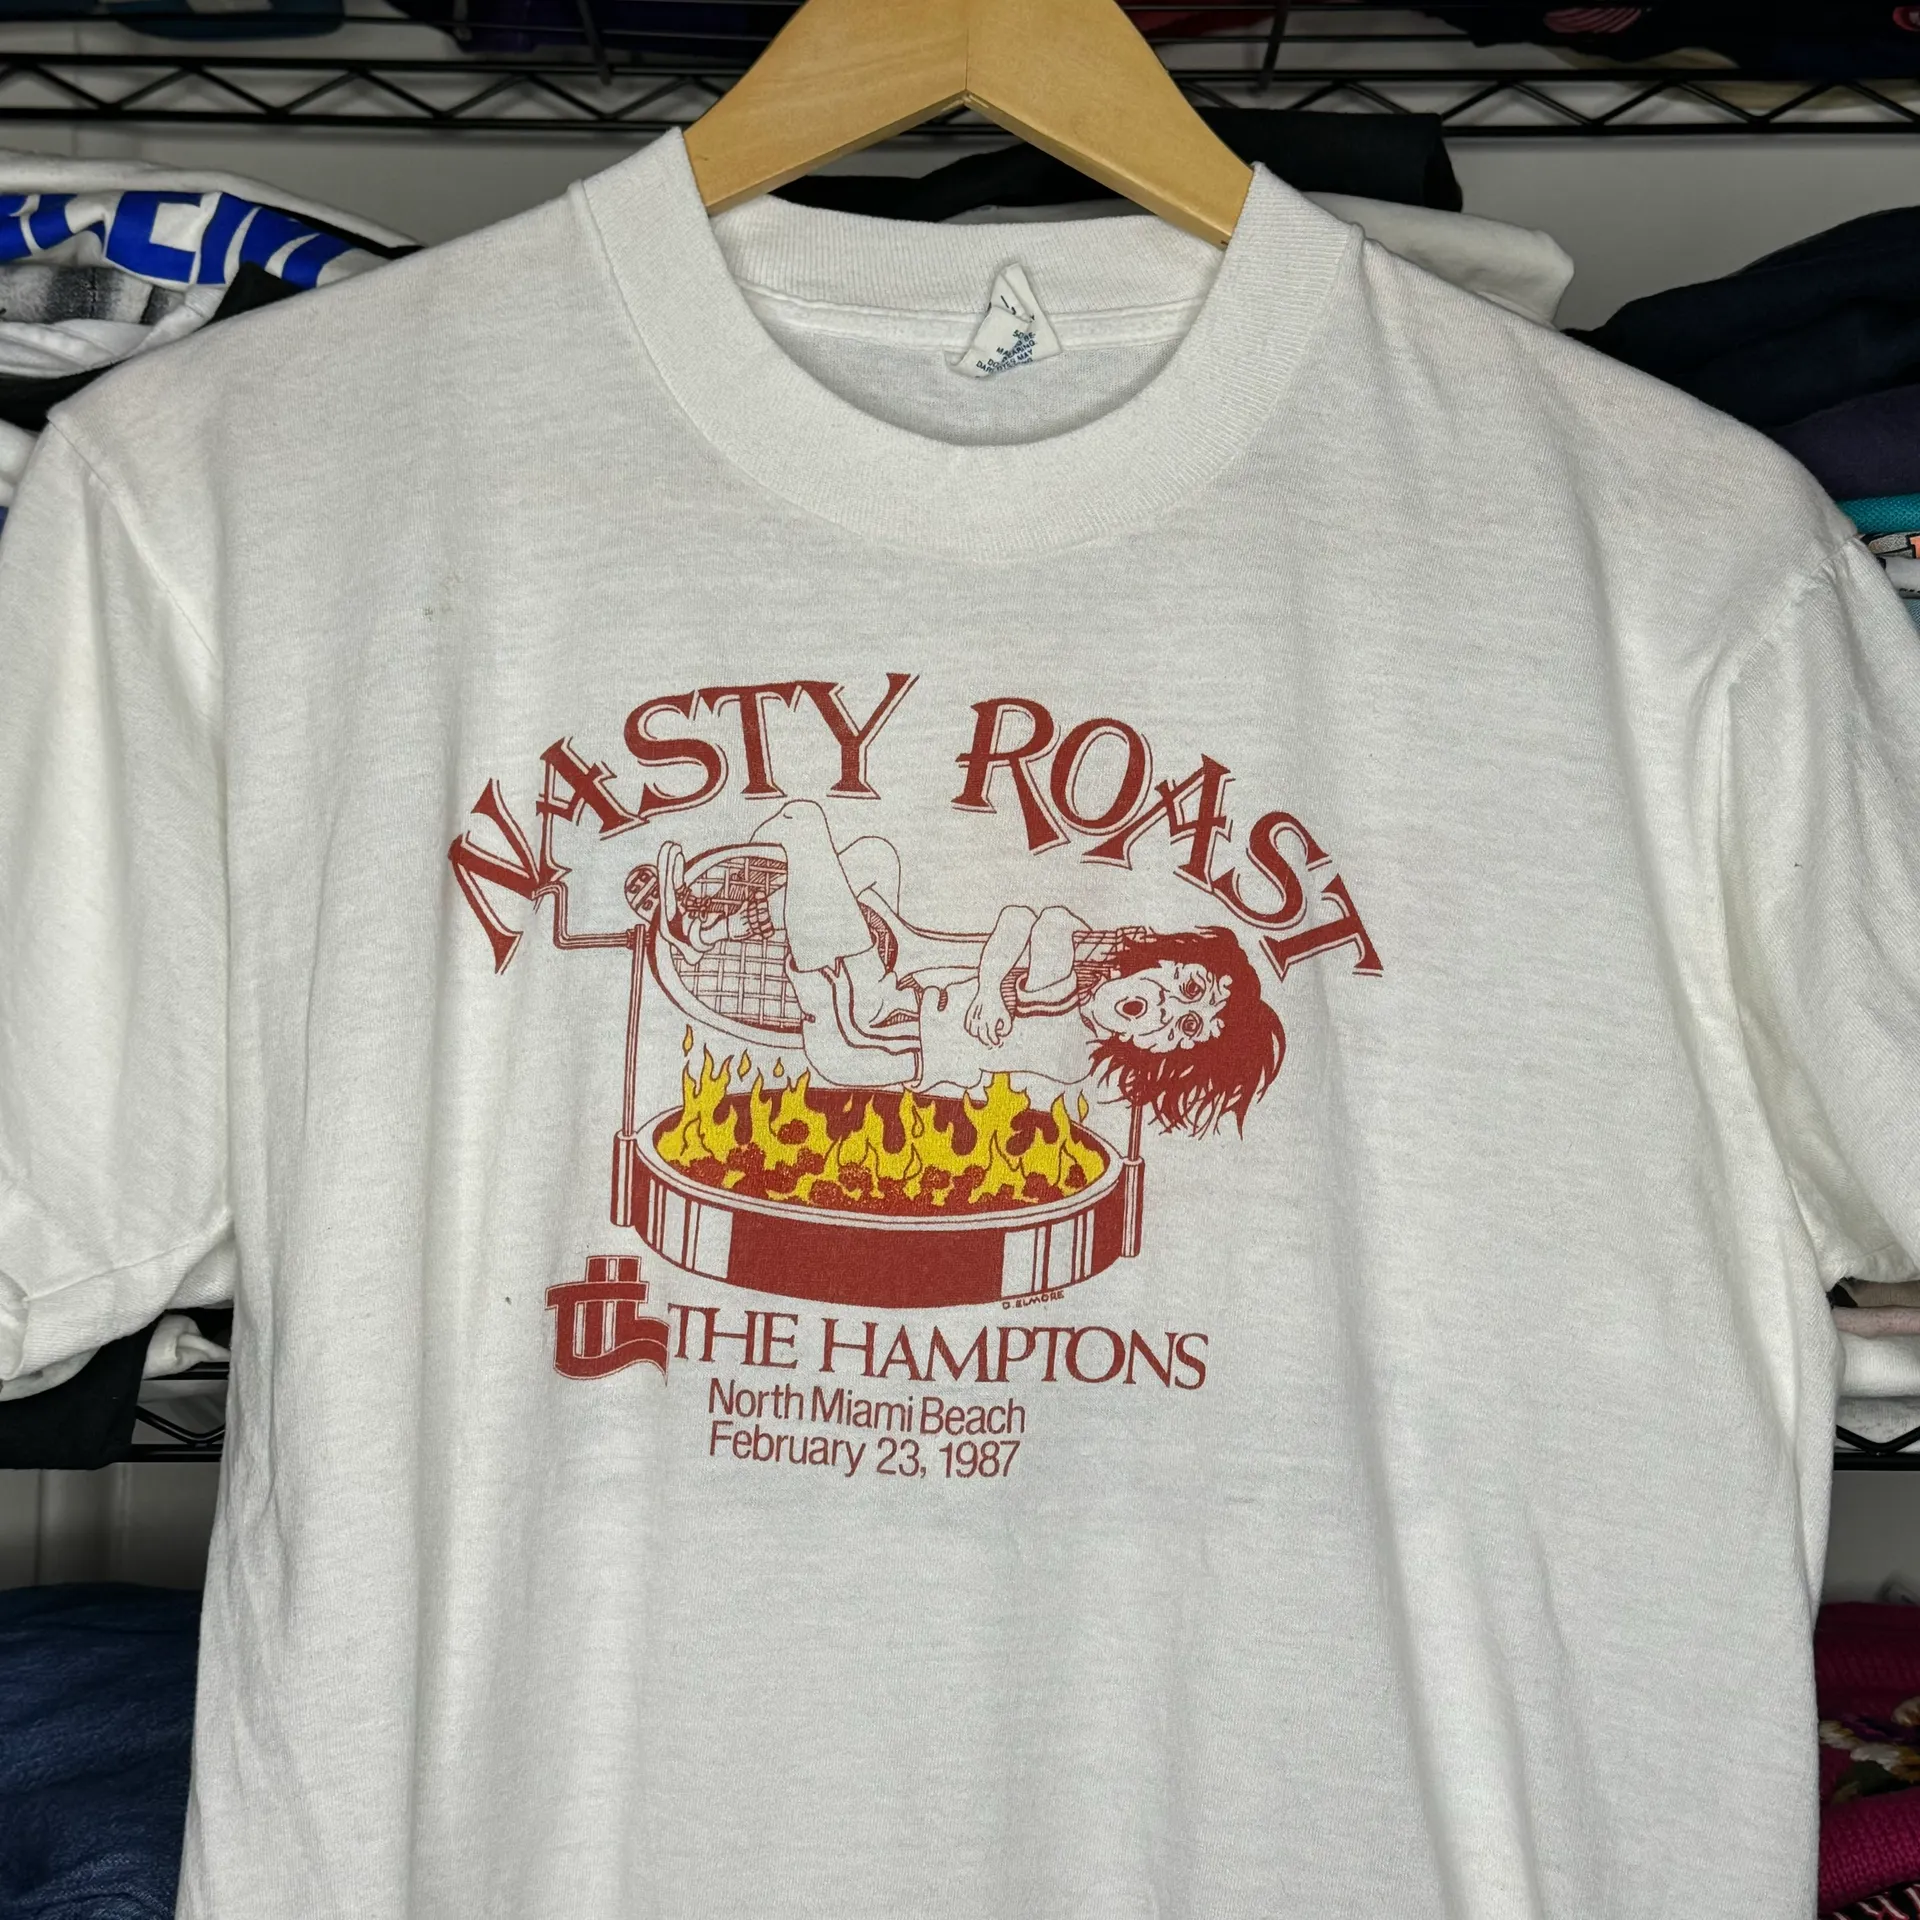 NASTY ROAST
D. ELMORE
THE HAMPTONS
North Miami Beach
February 23, 1987